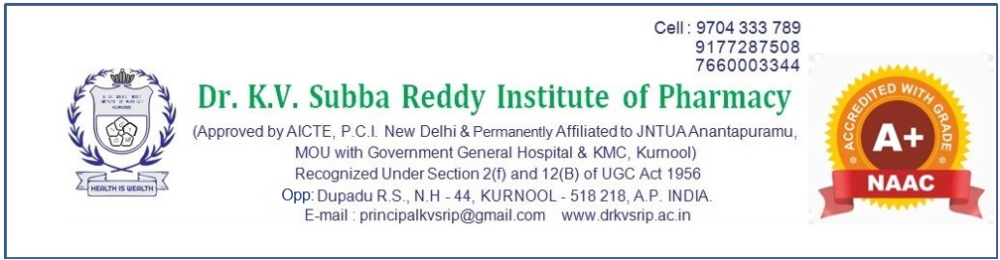 Cell : 9704 333 789
9177287508
7660003344
Dr. K.V. Subba Reddy Institute of Pharmacy
(Approved by AICTE, P.C.I. New Delhi & Permanently Affiliated to JNTUA Anantapuramu,
MOU with Government General Hospital & KMC, Kurnool)
Recognized Under Section 2(f) and 12(B) of UGC Act 1956
Opp: Dupadu R.S., N.H - 44, KURNOOL - 518 218, A.P. INDIA.
E-mail : principalkvsrip@gmail.com www.drkvsrip.ac.in
HEALTH IS WEALTH
ACCREDITED WITH GRADE
A+
NAAC